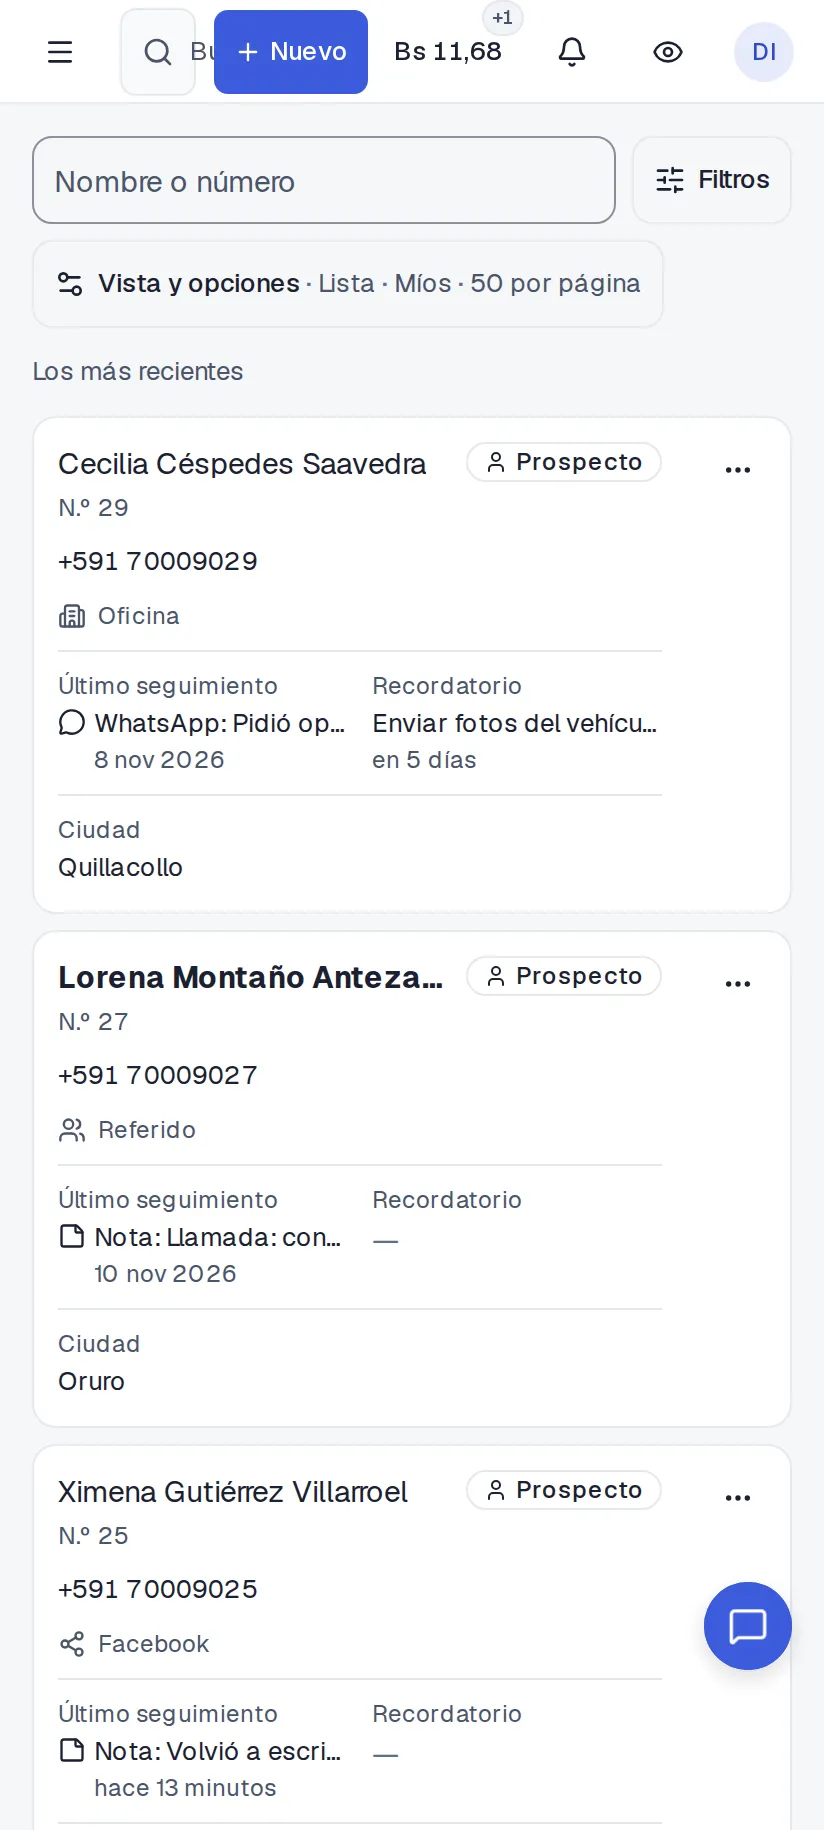 +1
Bu
+ Nuevo
Bs 11,68
DI
Nombre o número
Filtros
Vista y opciones · Lista · Míos · 50 por página
Los más recientes
Cecilia Céspedes Saavedra
Prospecto
N.º 29
+591 70009029
Oficina
Último seguimiento
Recordatorio
WhatsApp: Pidió op...
Enviar fotos del vehícu...
8 nov 2026
en 5 días
Ciudad
Quillacollo
Lorena Montaño Anteza...
Prospecto
N.º 27
+591 70009027
Referido
Último seguimiento
Recordatorio
Nota: Llamada: con...
—
10 nov 2026
Ciudad
Oruro
Ximena Gutiérrez Villarroel
Prospecto
N.º 25
+591 70009025
Facebook
Último seguimiento
Recordatorio
Nota: Volvió a escri...
—
hace 13 minutos